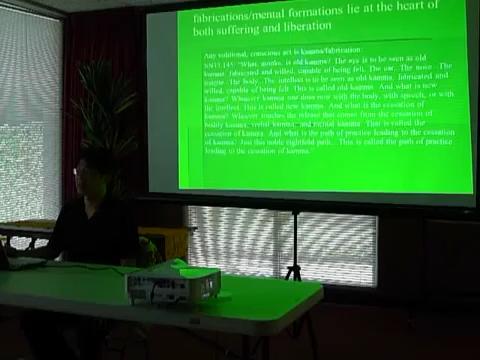 fabrications/mental formations lie at the heart of
both suffering and liberation
Any volitional, conscious act is kamma/fabrication:
SN35.145: "What, monks, is old kamma? The eye is to be seen as old
kamma, fabricated and willed, capable of being felt. The ear...The nose...The
tongue...The body...The intellect is to be seen as old kamma, fabricated and
willed, capable of being felt. This is called old kamma. And what is new
kamma? Whatever kamma one does now with the body, with speech, or with
the intellect. This is called new kamma. And what is the cessation of
kamma? Whoever touches the release that comes from the cessation of
bodily kamma, verbal kamma, and mental kamma. That is called the
cessation of kamma. And what is the path of practice leading to the cessation
of kamma? Just this noble eightfold path... This is called the path of practice
leading to the cessation of kamma."